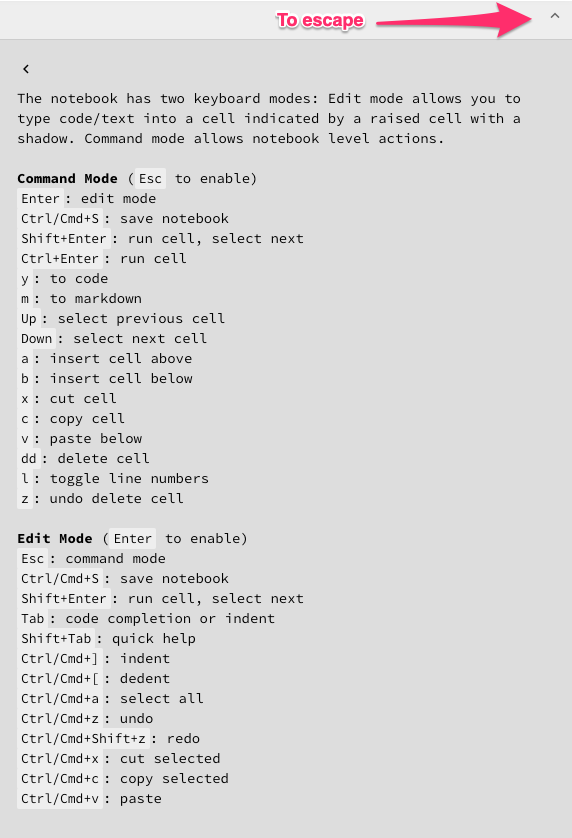 To escape
The notebook has two keyboard modes: Edit mode allows you to
type code/text into a cell indicated by a raised cell with a
shadow. Command mode allows notebook level actions.
Command Mode ( Esc to enable)
Enter : edit mode
Ctrl/Cmd+S : save notebook
Shift+Enter : run cell, select next
Ctrl+Enter : run cell
y : to code
m : to markdown
Up : select previous cell
Down : select next cell
a : insert cell above
b : insert cell below
x : cut cell
c : copy cell
v : paste below
dd : delete cell
l : toggle line numbers
z : undo delete cell
Edit Mode ( Enter to enable)
Esc : command mode
Ctrl/Cmd+S : save notebook
Shift+Enter : run cell, select next
Tab : code completion or indent
Shift+Tab : quick help
Ctrl/Cmd+] : indent
Ctrl/Cmd+[ : dedent
Ctrl/Cmd+a : select all
Ctrl/Cmd+z : undo
Ctrl/Cmd+Shift+z : redo
Ctrl/Cmd+x : cut selected
Ctrl/Cmd+c : copy selected
Ctrl/Cmd+v : paste